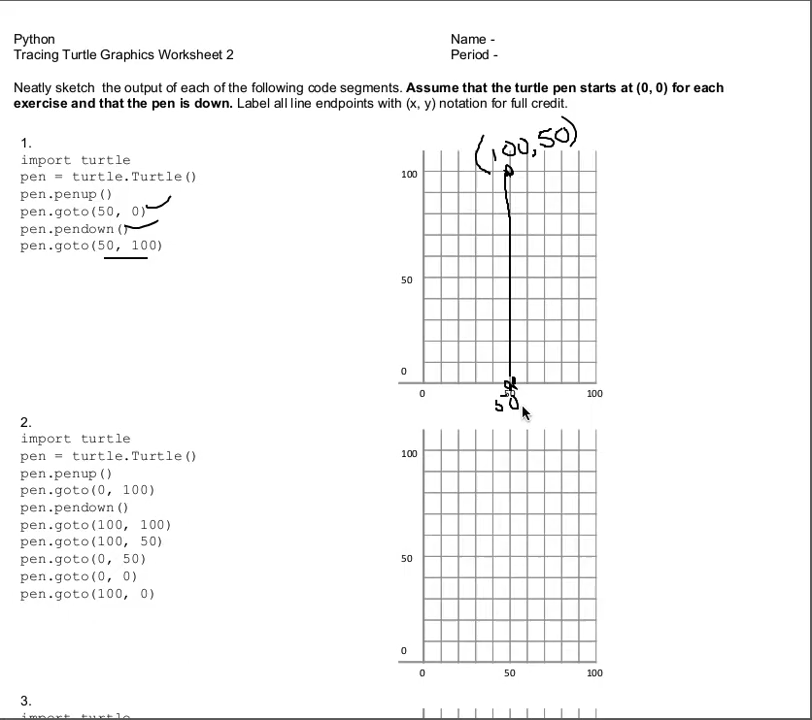 Python
Name -
Tracing Turtle Graphics Worksheet 2
Period -
Neatly sketch the output of each of the following code segments. Assume that the turtle pen starts at (0, 0) for each
exercise and that the pen is down. Label all line endpoints with (x, y) notation for full credit.
1.
import turtle
pen = turtle.Turtle()
pen.penup()
pen.goto(50, 0)
pen.pendown()
pen.goto(50, 100)
(100,50)
100
50
0
0
50
100
50
2.
import turtle
pen = turtle.Turtle()
pen.penup()
pen.goto(0, 100)
pen.pendown()
pen.goto(100, 100)
pen.goto(100, 50)
pen.goto(0, 50)
pen.goto(0, 0)
pen.goto(100, 0)
100
50
0
0
50
100
3.
import turtle